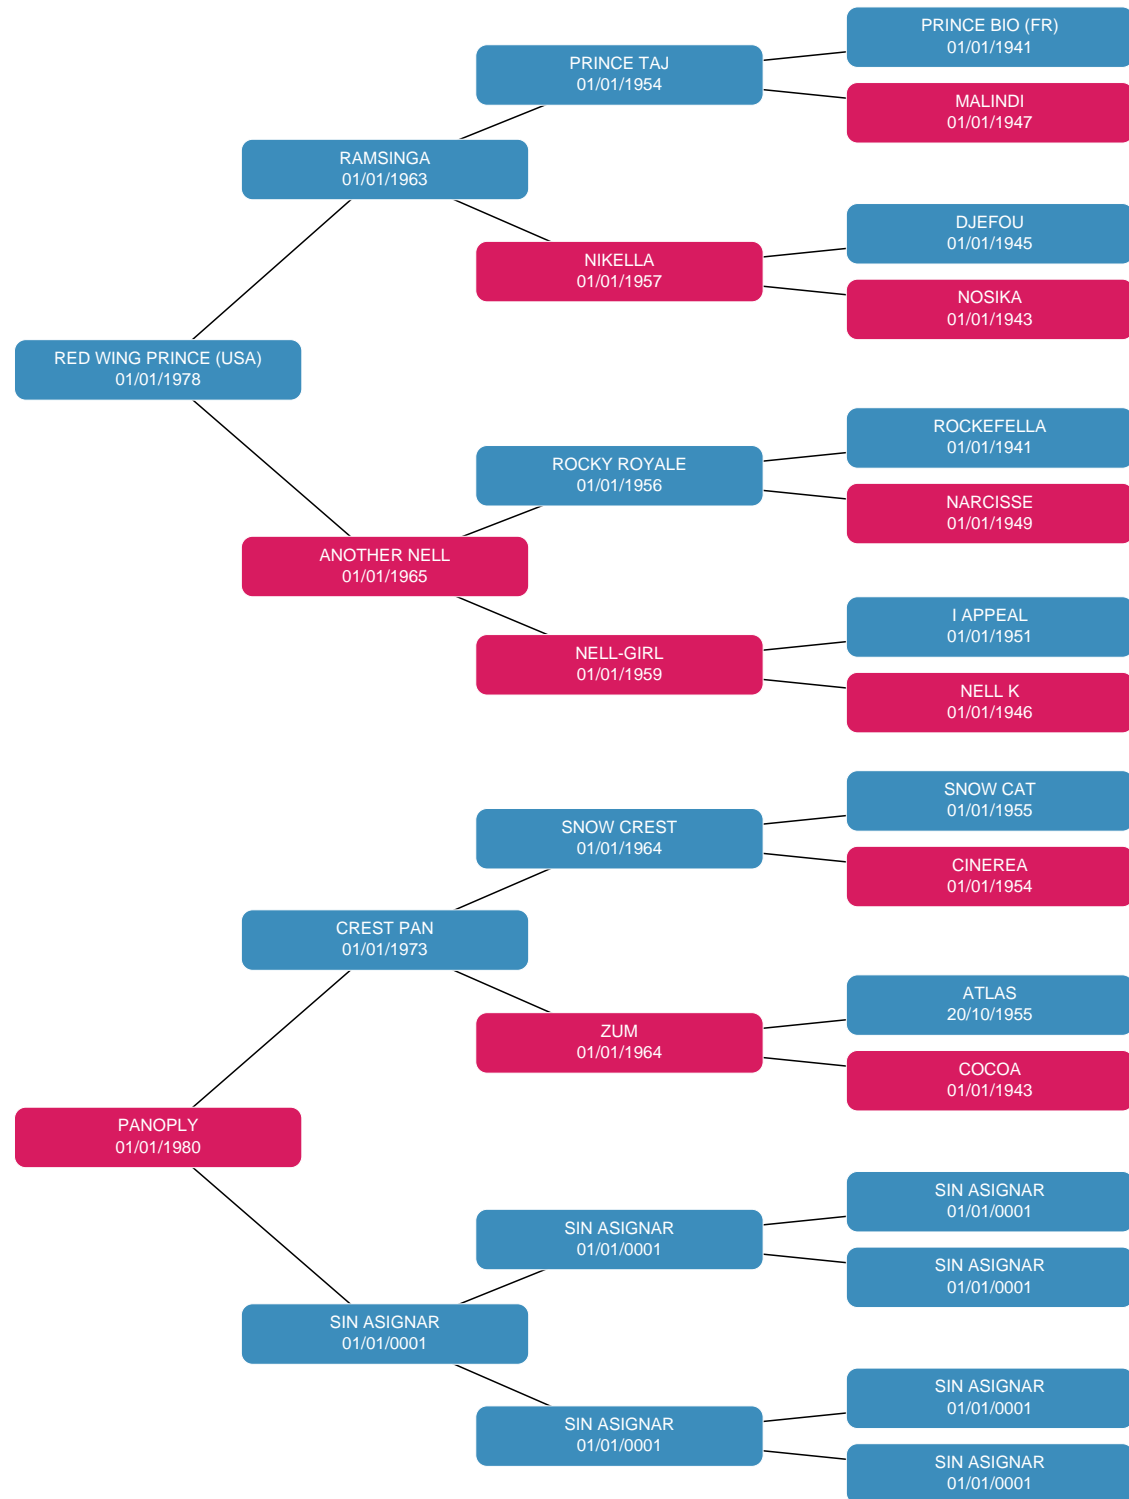 PRINCE BIO (FR)
01/01/1941
PRINCE TAJ
01/01/1954
MALINDI
01/01/1947
RAMSINGA
01/01/1963
DJEFOU
01/01/1945
NIKELLA
01/01/1957
NOSIKA
01/01/1943
RED WING PRINCE (USA)
01/01/1978
ROCKEFELLA
01/01/1941
ROCKY ROYALE
01/01/1956
NARCISSE
01/01/1949
ANOTHER NELL
01/01/1965
I APPEAL
01/01/1951
NELL-GIRL
01/01/1959
NELL K
01/01/1946
SNOW CAT
01/01/1955
SNOW CREST
01/01/1964
CINEREA
01/01/1954
CREST PAN
01/01/1973
ATLAS
20/10/1955
ZUM
01/01/1964
COCOA
01/01/1943
PANOPLY
01/01/1980
SIN ASIGNAR
01/01/0001
SIN ASIGNAR
01/01/0001
SIN ASIGNAR
01/01/0001
SIN ASIGNAR
01/01/0001
SIN ASIGNAR
01/01/0001
SIN ASIGNAR
01/01/0001
SIN ASIGNAR
01/01/0001